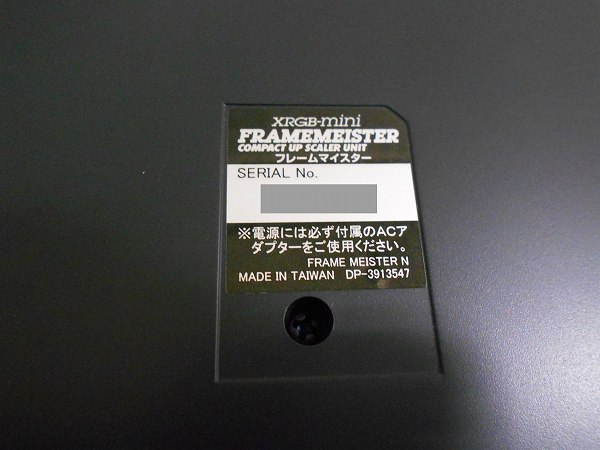 XRGB-mini
FRAMEMEISTER
COMPACT UP SCALER UNIT
フレームマイスター
SERIAL No.
※電源には必ず付属のACア
ダプターをご使用ください。
FRAME MEISTER N
MADE IN TAIWAN DP-3913547